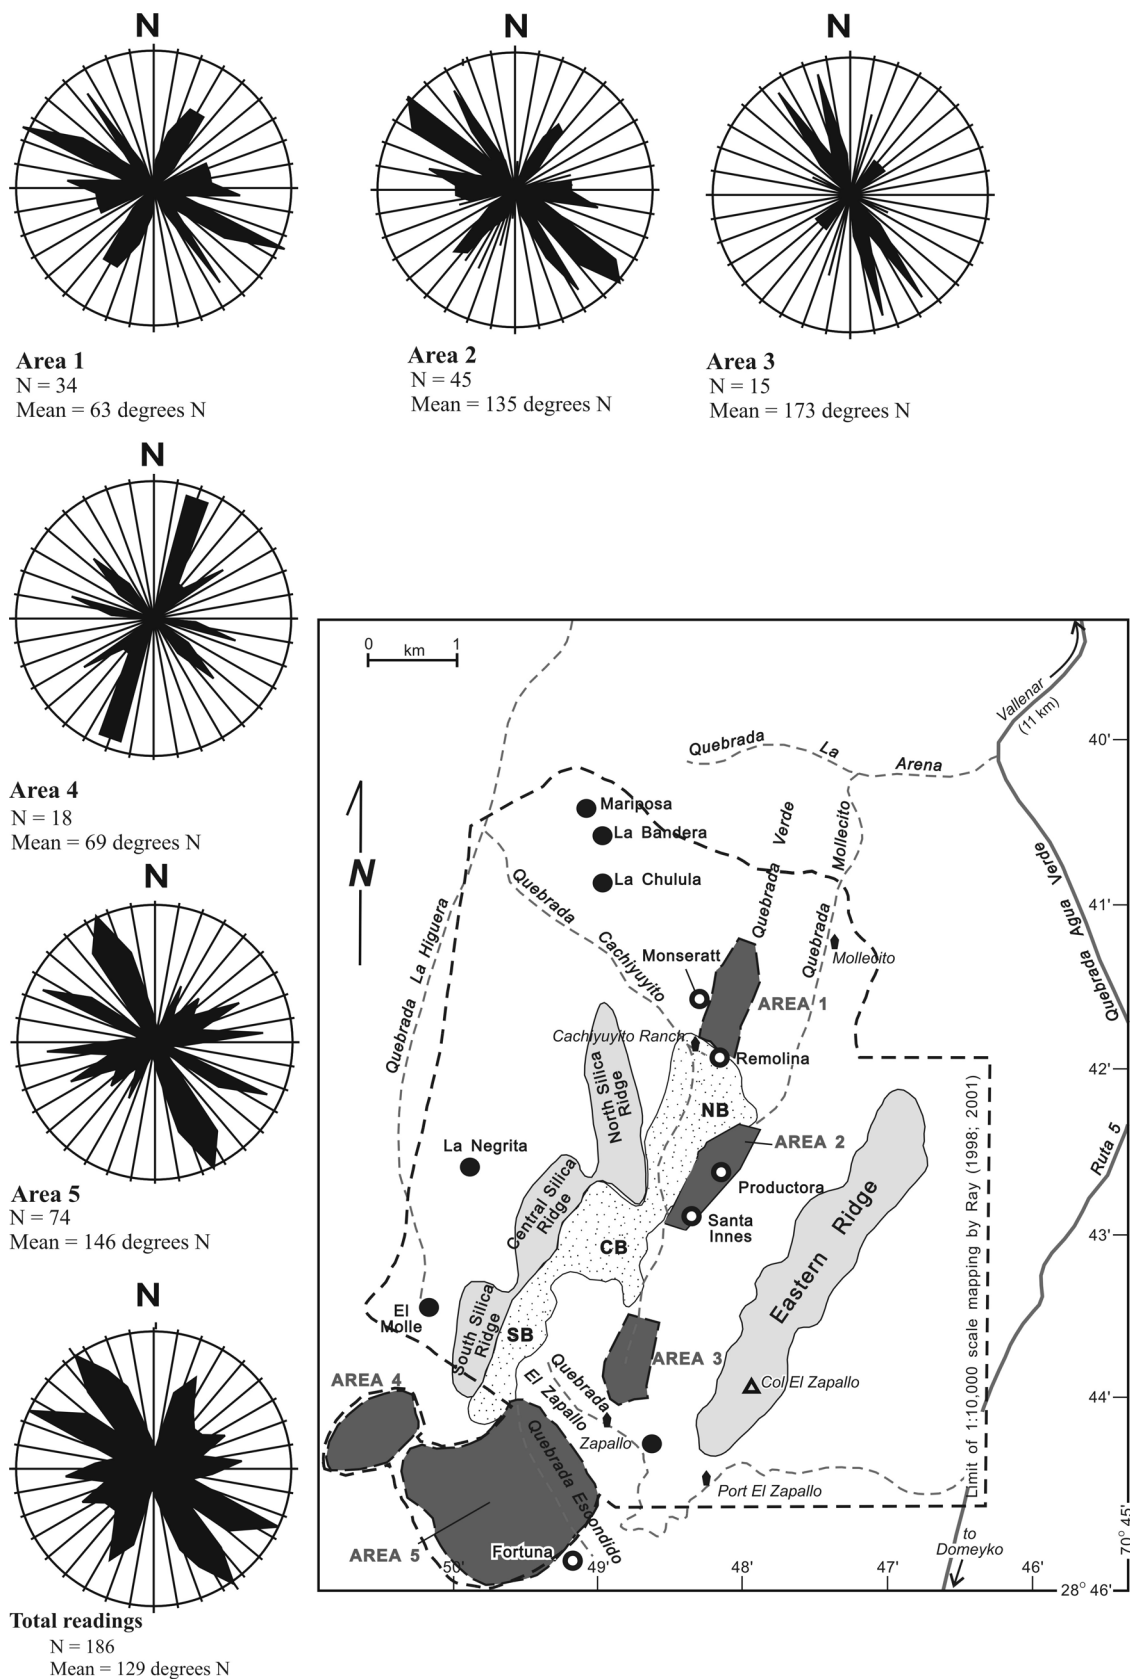 N
N
N
Area 1
N = 34
Mean = 63 degrees N
Area 2
N = 45
Mean = 135 degrees N
Area 3
N = 15
Mean = 173 degrees N
N
Area 4
N = 18
Mean = 69 degrees N
N
Area 5
N = 74
Mean = 146 degrees N
N
Total readings
N = 186
Mean = 129 degrees N
0 1
km
N
Vallenar
(11 km)
Quebrada La Arena
40'
Mariposa
La Bandera
La Chulula
Quebrada Verde
Mollecito
Quebrada
Quebrada Agua Verde
41'
Quebrada La Higuera
Quebrada Cachiyuyito
Monseratt
Mollecito
AREA 1
Cachiyuyito Ranch
Remolina
42'
North Silica
Ridge
NB
AREA 2
La Negrita
Productora
Central Silica
Ridge
Santa
Innes
CB
Eastern Ridge
Ruta 5
43'
Limit of 1:10,000 scale mapping by Ray (1998; 2001)
El
Molle
South Silica
Ridge
SB
AREA 3
Quebrada
El Zapallo
Col El Zapallo
44'
AREA 4
Zapallo
Quebrada Escondido
Port El Zapallo
AREA 5
Fortuna
to
Domeyko
70° 45'
50'
49'
48'
47'
46'
28° 46'